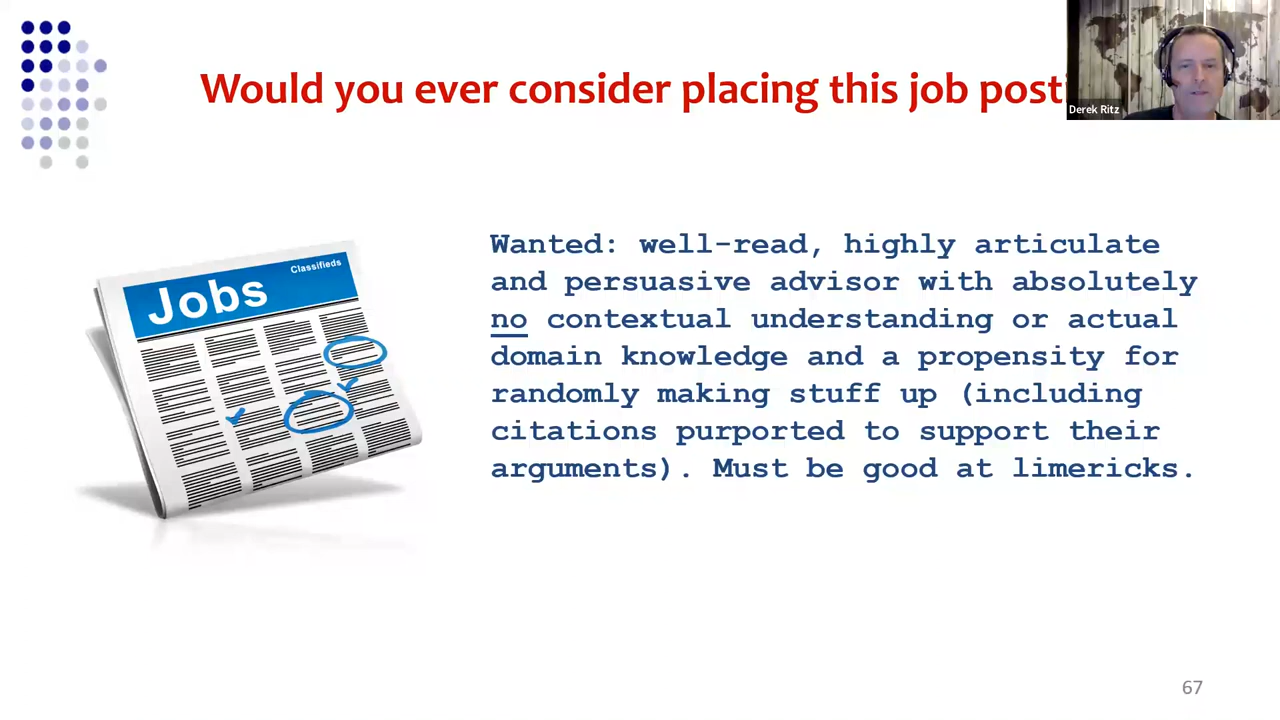 Would you ever consider placing this job
Derek Ritz
Classifieds
Jobs
Wanted: well-read, highly articulate
and persuasive advisor with absolutely
no contextual understanding or actual
domain knowledge and a propensity for
randomly making stuff up (including
citations purported to support their
arguments). Must be good at limericks.
67